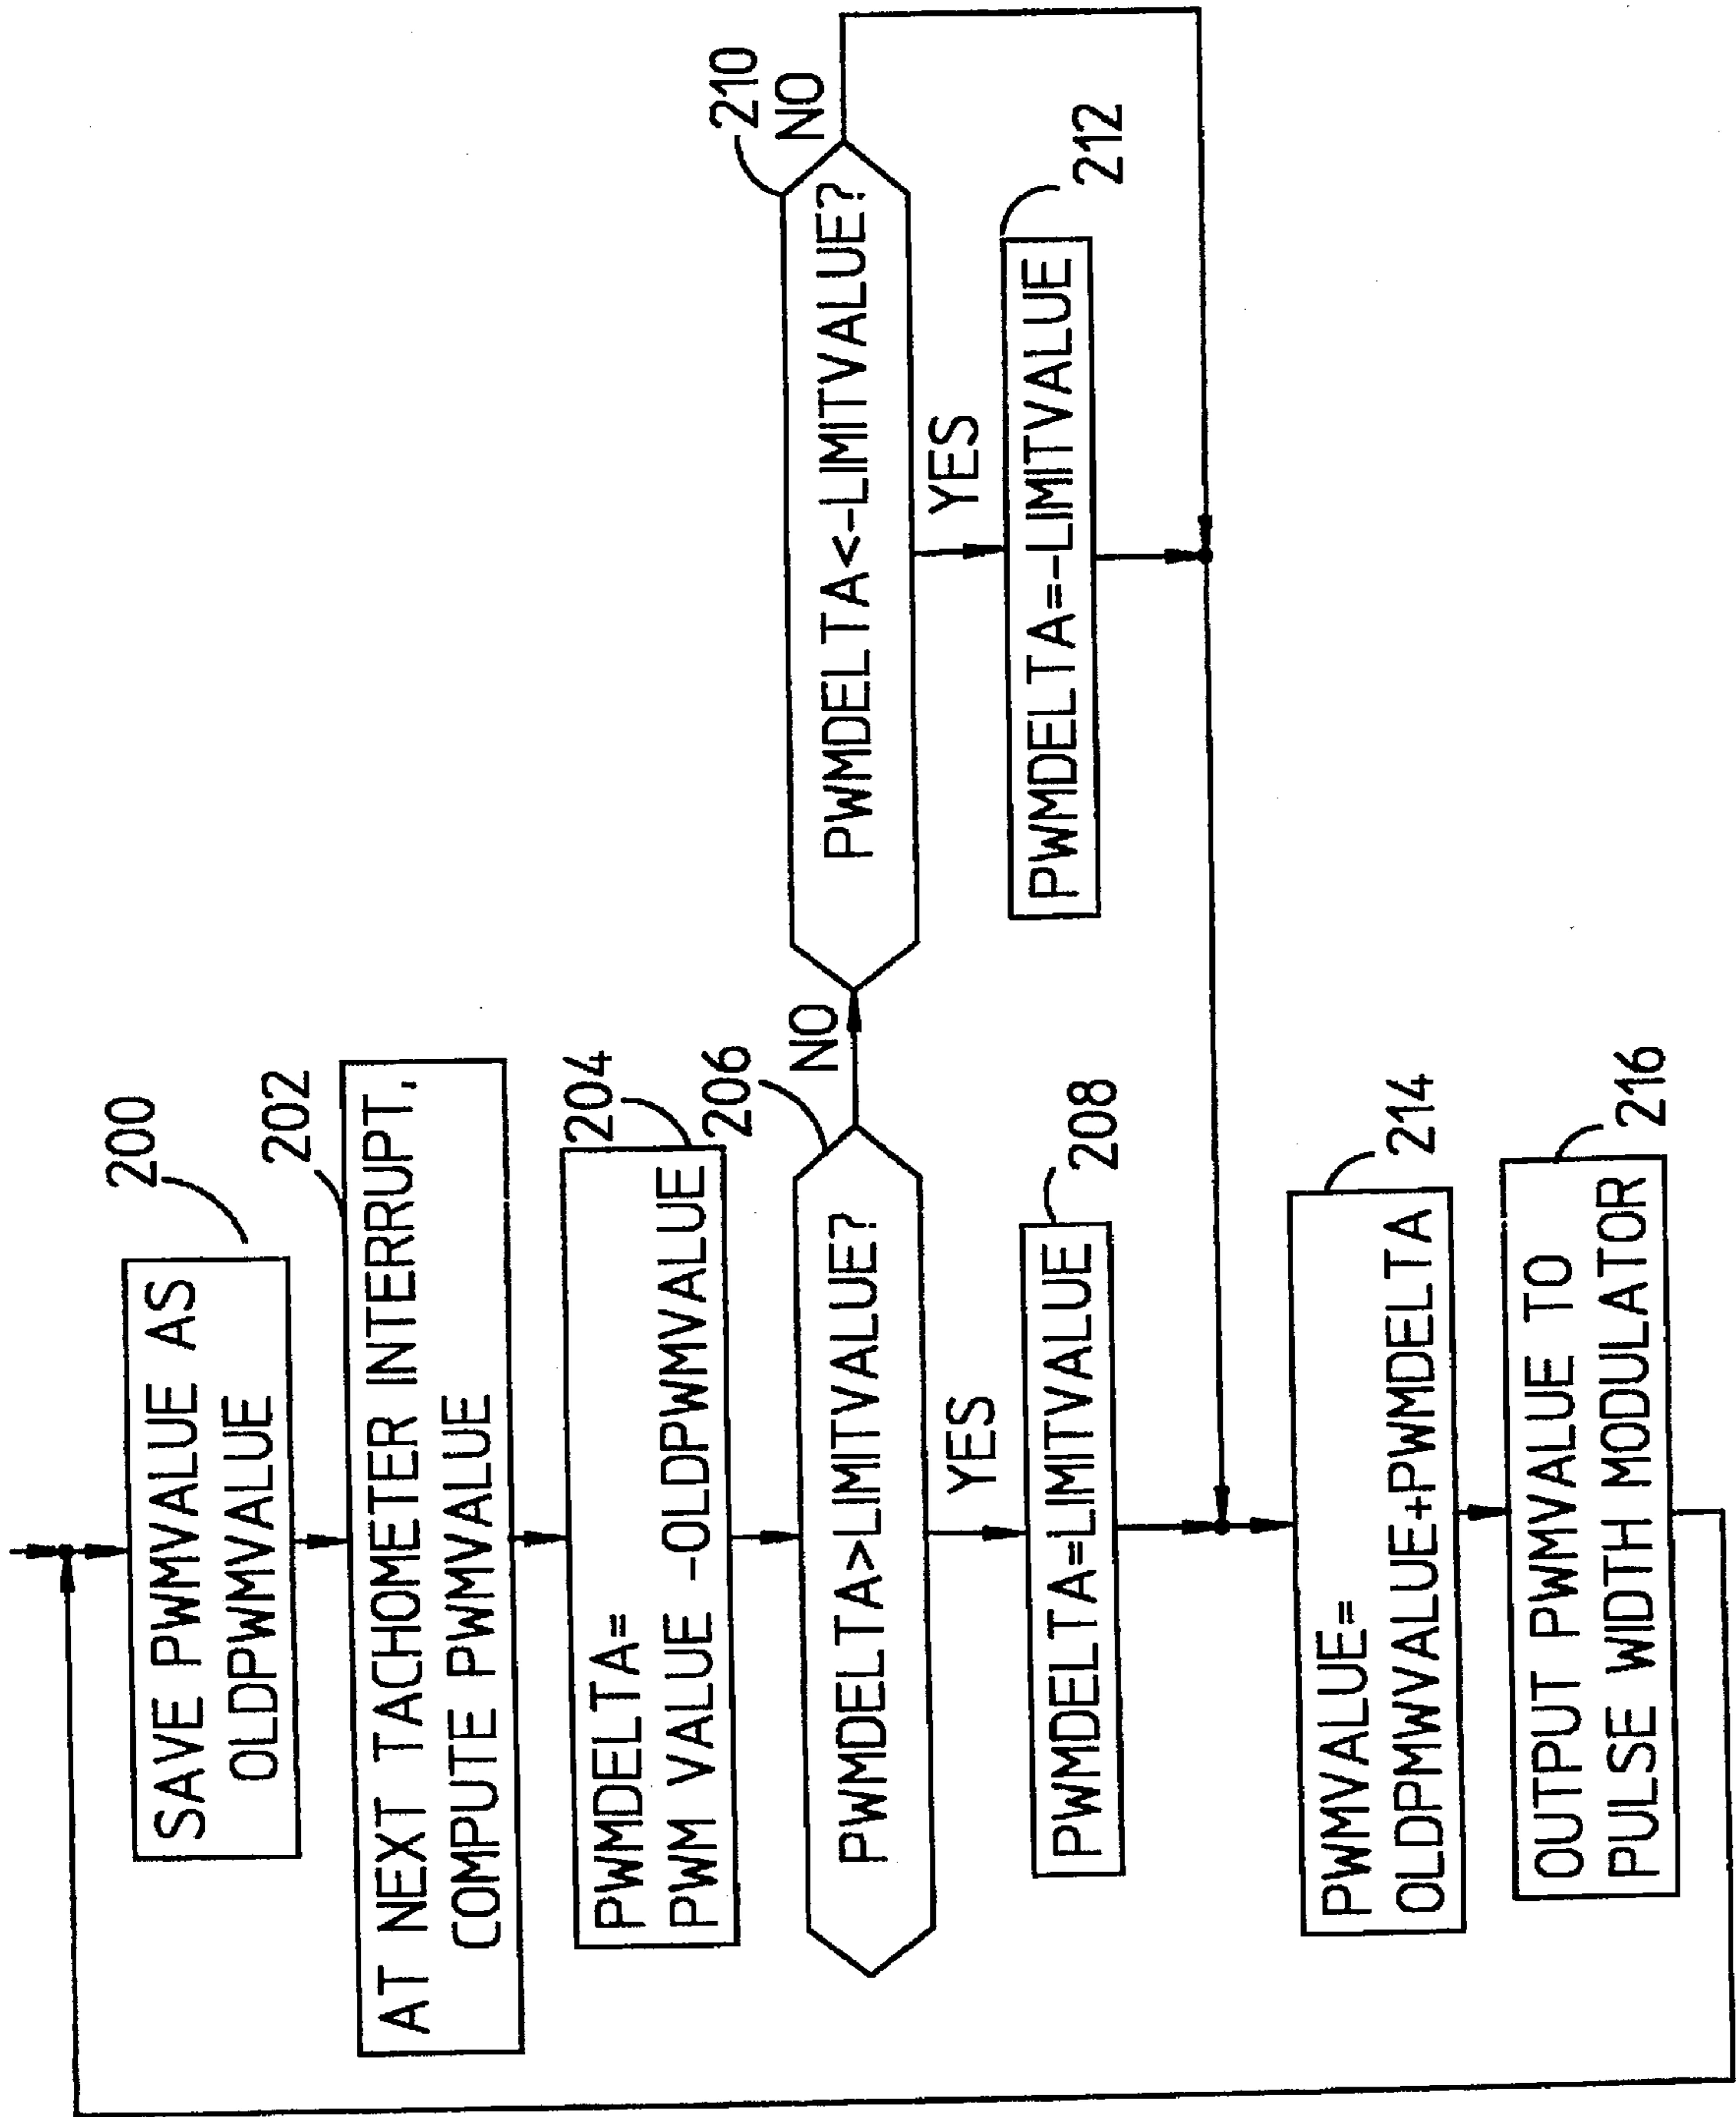 200
SAVE PWMVALUE AS
OLDPWMVALUE
202
AT NEXT TACHOMETER INTERRUPT,
COMPUTE PWMVALUE
204
PWMDELTA=
PWM VALUE -OLDPWMVALUE
206
PWMDELTA>LIMITVALUE?
NO
YES
208
PWMDELTA=LIMITVALUE
210
PWMDELTA<-LIMITVALUE?
NO
YES
212
PWMDELTA=-LIMITVALUE
214
PWMVALUE=
OLDPMWVALUE+PWMDELTA
216
OUTPUT PWMVALUE TO
PULSE WIDTH MODULATOR